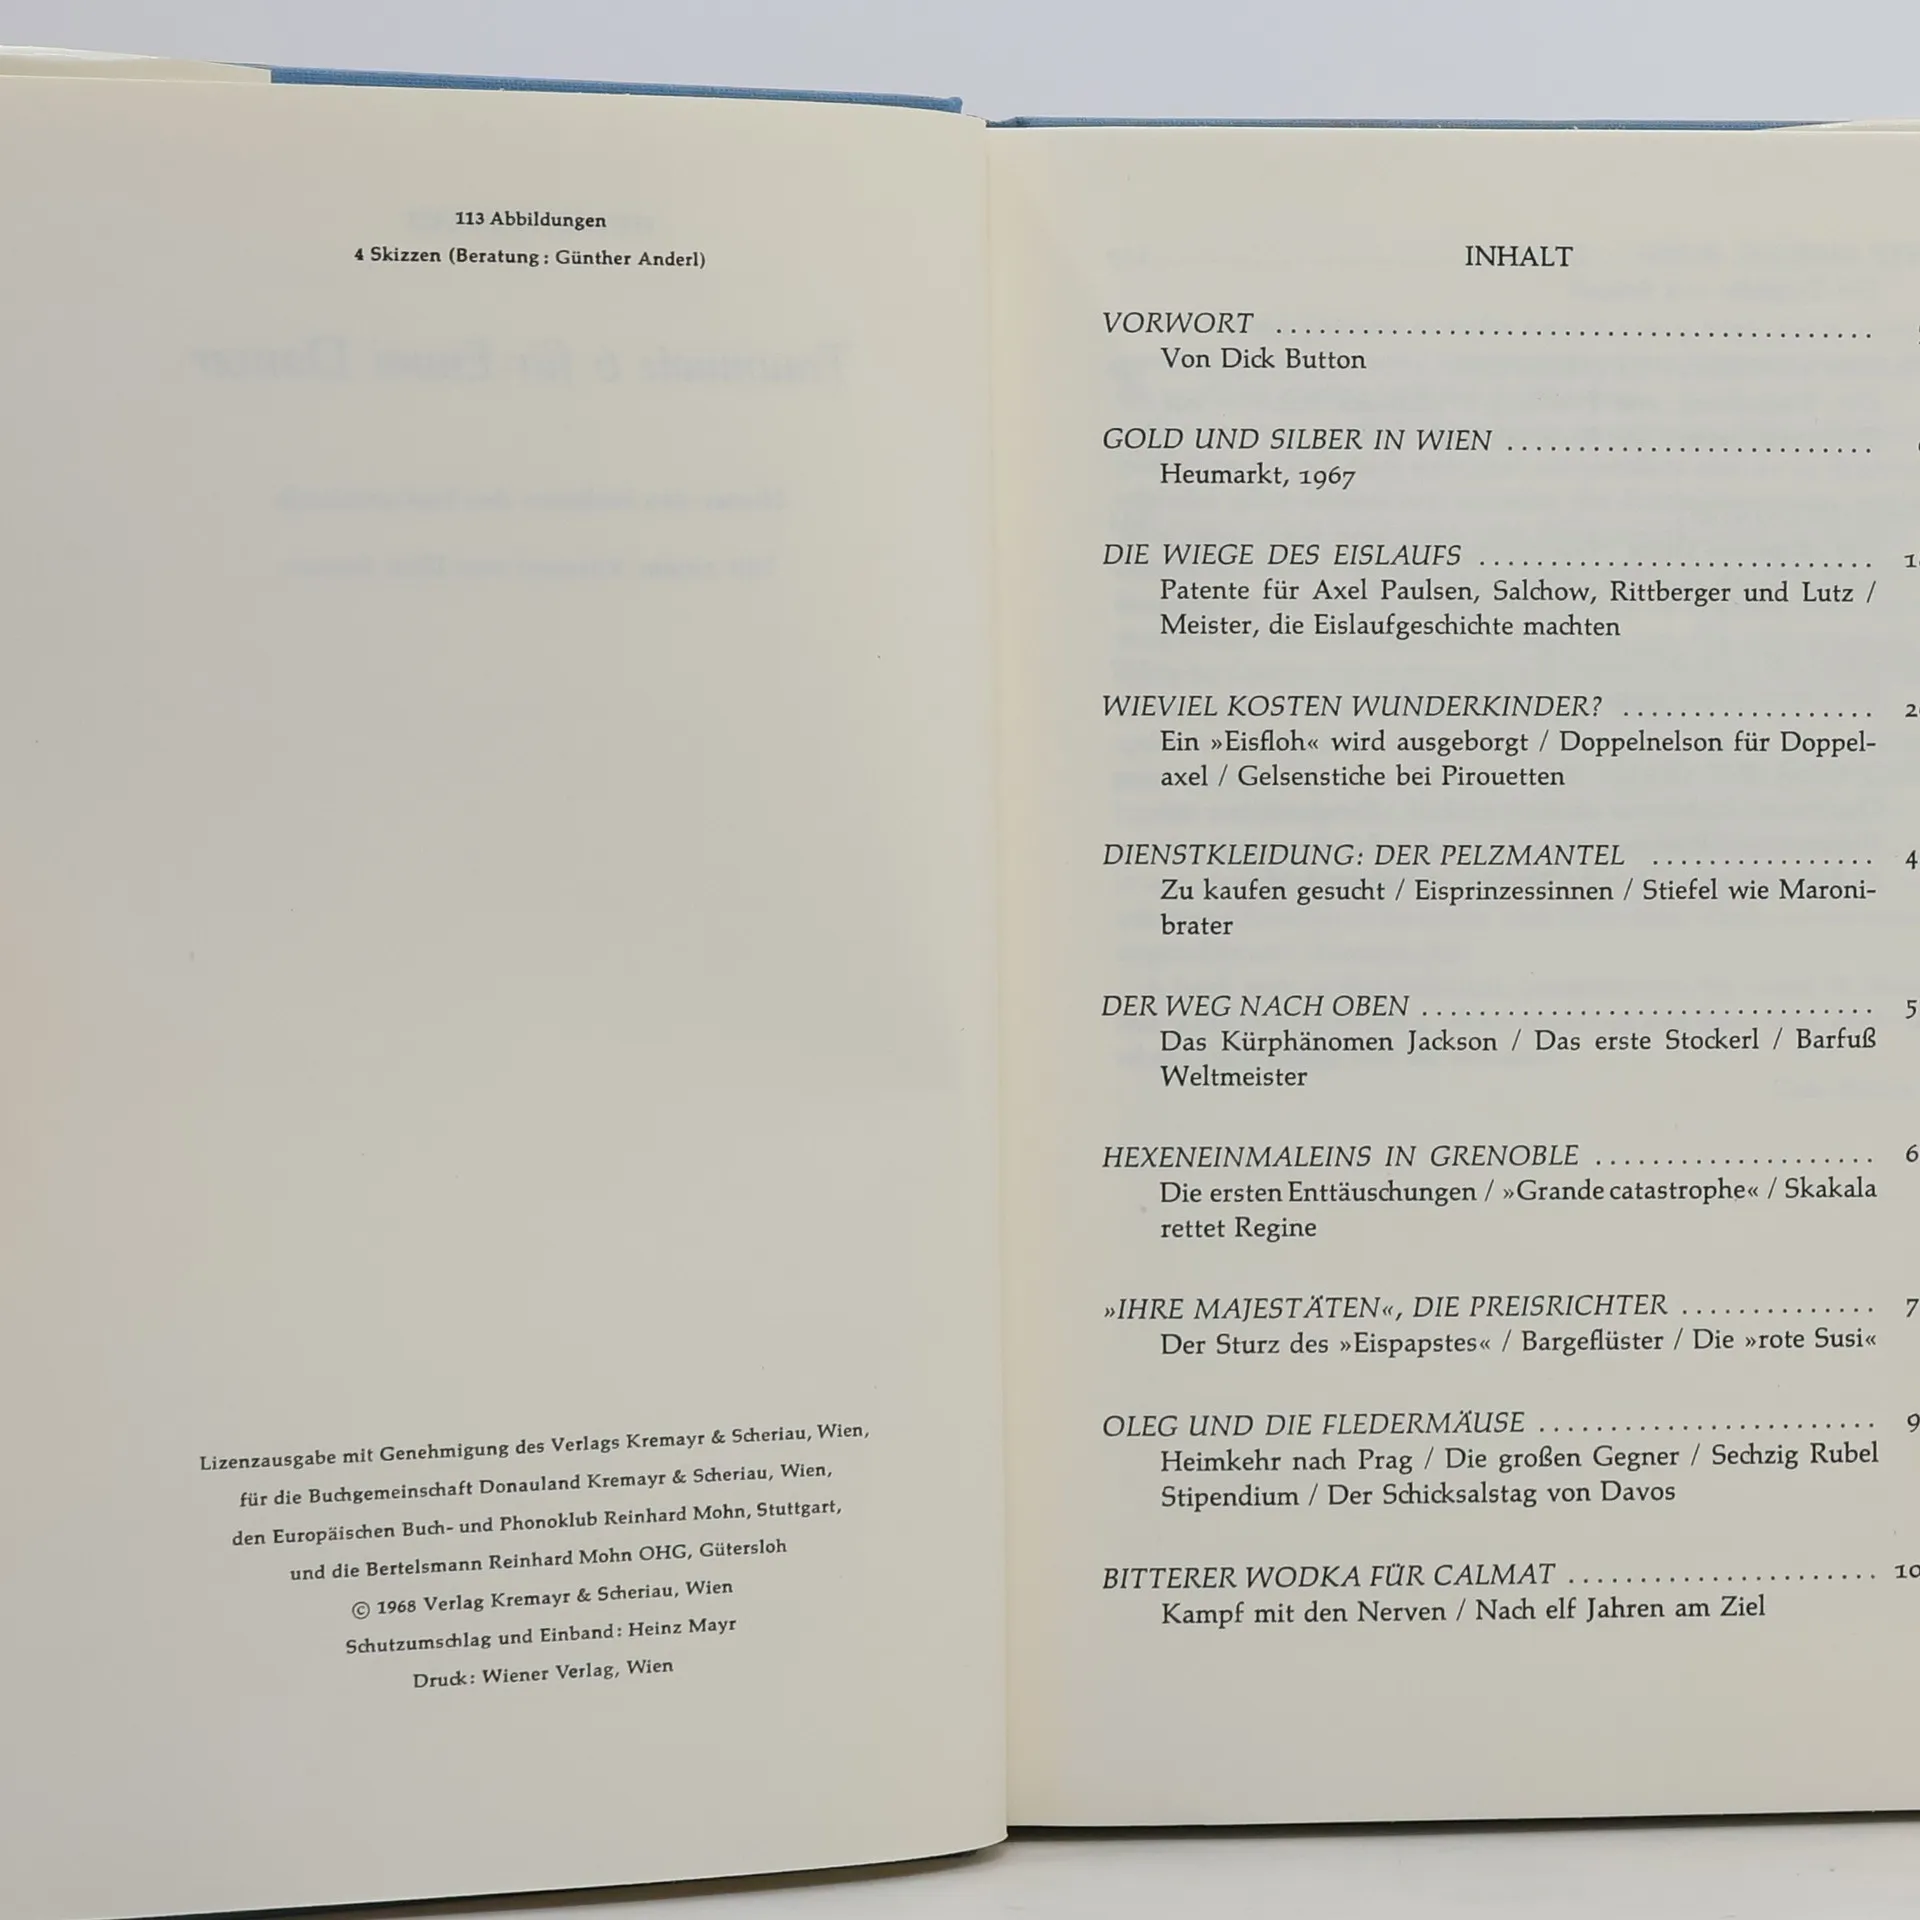 113 Abbildungen
4 Skizzen (Beratung: Günther Anderl)
Lizenzausgabe mit Genehmigung des Verlags Kremayr & Scheriau, Wien,
für die Buchgemeinschaft Donauland Kremayr & Scheriau, Wien,
den Europäischen Buch- und Phonoklub Reinhard Mohn, Stuttgart,
und die Bertelsmann Reinhard Mohn OHG, Gütersloh
© 1968 Verlag Kremayr & Scheriau, Wien
Schutzumschlag und Einband: Heinz Mayr
Druck: Wiener Verlag, Wien
INHALT
VORWORT ........................................
Von Dick Button
GOLD UND SILBER IN WIEN ..........................
Heumarkt, 1967
DIE WIEGE DES EISLAUFS ............................
Patente für Axel Paulsen, Salchow, Rittberger und Lutz /
Meister, die Eislaufgeschichte machten
WIEVIEL KOSTEN WUNDERKINDER? ..................
Ein »Eisfloh« wird ausgeborgt / Doppelnelson für Doppel-
axel / Gelsenstiche bei Pirouetten
DIENSTKLEIDUNG: DER PELZMANTEL ................
Zu kaufen gesucht / Eisprinzessinnen / Stiefel wie Maroni-
brater
DER WEG NACH OBEN ................................
Das Kürphänomen Jackson / Das erste Stockerl / Barfuß
Weltmeister
HEXENEINMALEINS IN GRENOBLE ....................
Die ersten Enttäuschungen / »Grande catastrophe« / Skakala
rettet Regine
»IHRE MAJESTÄTEN«, DIE PREISRICHTER ..............
Der Sturz des »Eispapstes« / Bargeflüster / Die »rote Susi«
OLEG UND DIE FLEDERMÄUSE ........................
Heimkehr nach Prag / Die großen Gegner / Sechzig Rubel
Stipendium / Der Schicksalstag von Davos
BITTERER WODKA FÜR CALMAT ......................
Kampf mit den Nerven / Nach elf Jahren am Ziel